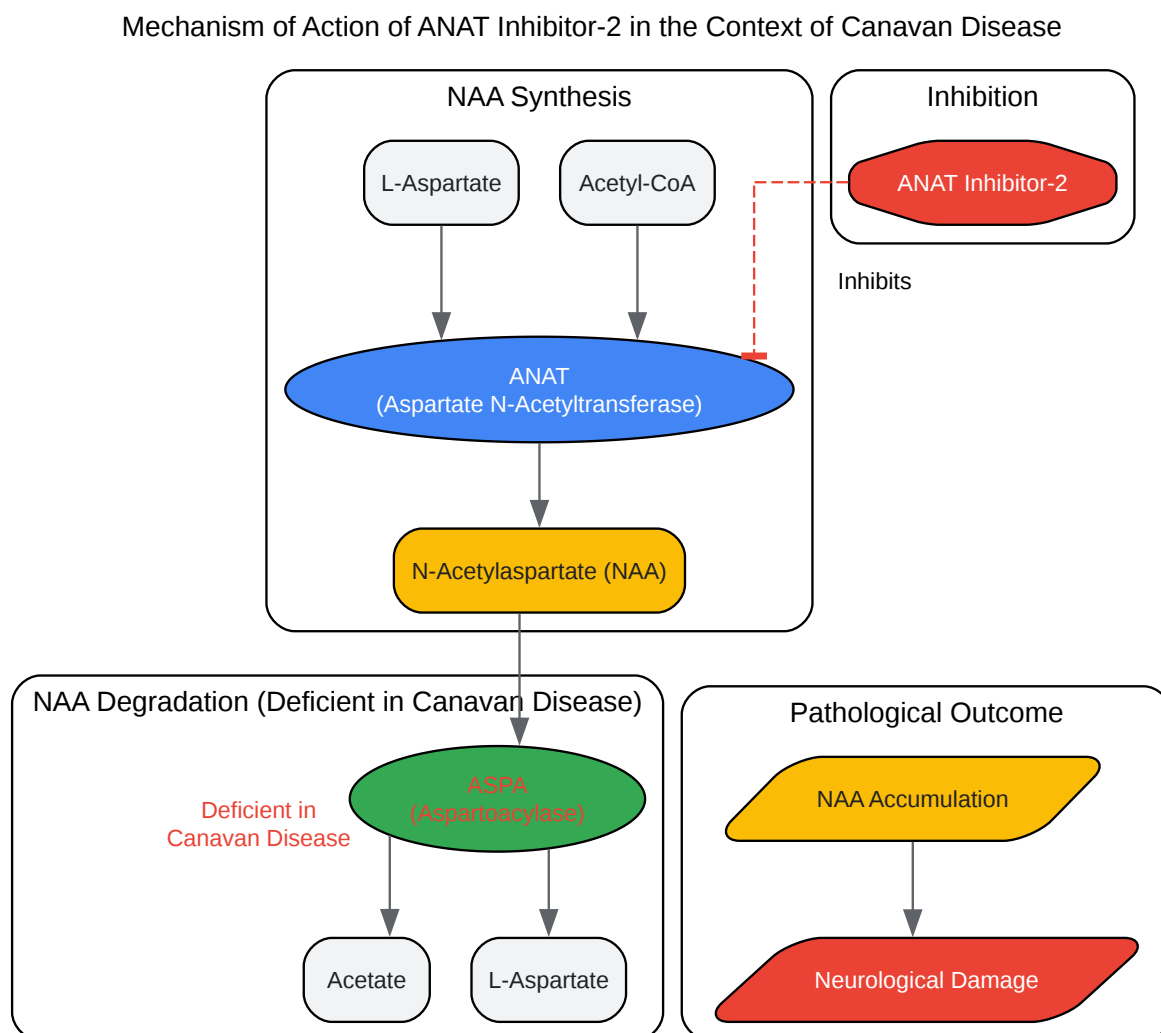 Mechanism of Action of ANAT Inhibitor-2 in the Context of Canavan Disease
NAA Synthesis
Inhibition
L-Aspartate
Acetyl-CoA
ANAT Inhibitor-2
Inhibits
ANAT
(Aspartate N-Acetyltransferase)
N-Acetylaspartate (NAA)
NAA Degradation (Deficient in Canavan Disease)
Pathological Outcome
ASPA
(Aspartoacylase)
Deficient in
Canavan Disease
NAA Accumulation
Acetate
L-Aspartate
Neurological Damage